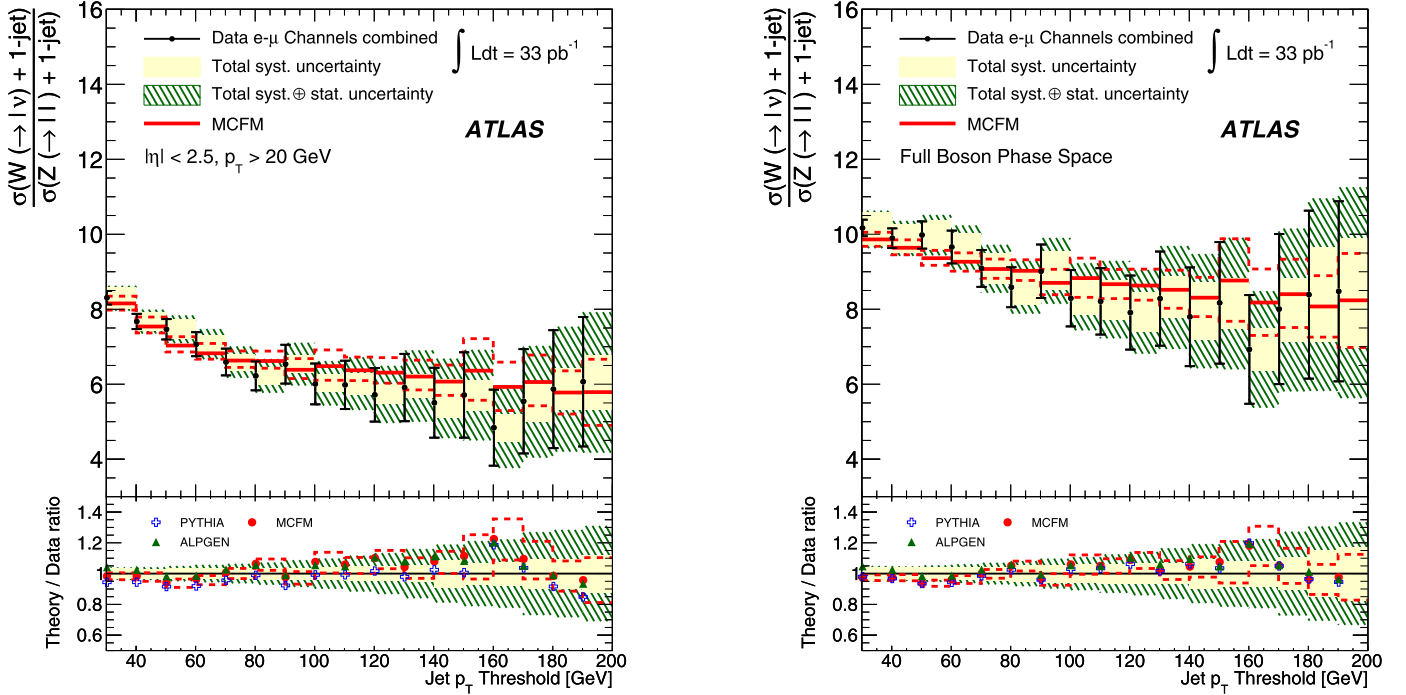 σ(W (→ l ν) + 1-jet)
σ(Z (→ l l) + 1-jet)
16
14
12
10
8
6
4
Data e-μ Channels combined
∫ Ldt = 33 pb⁻¹
Total syst. uncertainty
Total syst.⊕ stat. uncertainty
MCFM
ATLAS
|η| < 2.5, p_T > 20 GeV
Theory / Data ratio
1.4
1.2
1
0.8
0.6
PYTHIA
MCFM
ALPGEN
40 60 80 100 120 140 160 180 200
Jet p_T Threshold [GeV]
σ(W (→ l ν) + 1-jet)
σ(Z (→ l l) + 1-jet)
16
14
12
10
8
6
4
Data e-μ Channels combined
∫ Ldt = 33 pb⁻¹
Total syst. uncertainty
Total syst.⊕ stat. uncertainty
MCFM
ATLAS
Full Boson Phase Space
Theory / Data ratio
1.4
1.2
1
0.8
0.6
PYTHIA
MCFM
ALPGEN
40 60 80 100 120 140 160 180 200
Jet p_T Threshold [GeV]